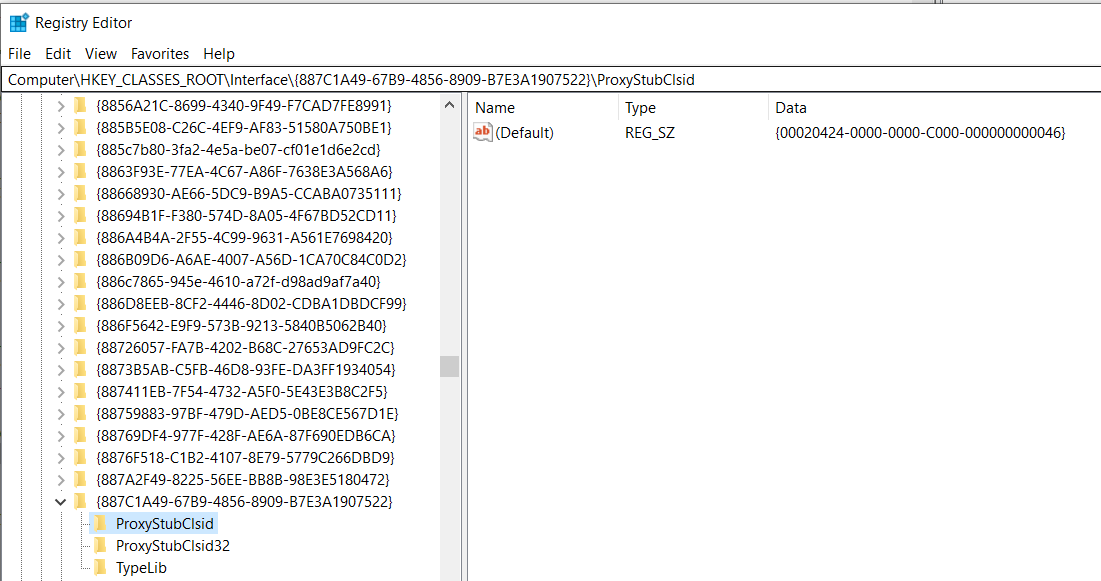 Registry Editor
File Edit View Favorites Help
Computer\HKEY_CLASSES_ROOT\Interface\{887C1A49-67B9-4856-8909-B7E3A1907522}\ProxyStubClsid
{8856A21C-8699-4340-9F49-F7CAD7FE8991}
{885B5E08-C26C-4EF9-AF83-51580A750BE1}
{885c7b80-3fa2-4e5a-be07-cf01e1d6e2cd}
{8863F93E-77EA-4C67-A86F-7638E3A568A6}
{88668930-AE66-5DC9-B9A5-CCABA0735111}
{88694B1F-F380-574D-8A05-4F67BD52CD11}
{886A4B4A-2F55-4C99-9631-A561E7698420}
{886B09D6-A6AE-4007-A56D-1CA70C84C0D2}
{886c7865-945e-4610-a72f-d98ad9af7a40}
{886D8EEB-8CF2-4446-8D02-CDBA1DBDCF99}
{886F5642-E9F9-573B-9213-5840B5062B40}
{88726057-FA7B-4202-B68C-27653AD9FC2C}
{8873B5AB-C5FB-46D8-93FE-DA3FF1934054}
{887411EB-7F54-4732-A5F0-5E43E3B8C2F5}
{88759883-97BF-479D-AED5-0BE8CE567D1E}
{88769DF4-977F-428F-AE6A-87F690EDB6CA}
{8876F518-C1B2-4107-8E79-5779C266DBD9}
{887A2F49-8225-56EE-BB8B-98E3E5180472}
{887C1A49-67B9-4856-8909-B7E3A1907522}
ProxyStubClsid
ProxyStubClsid32
TypeLib
Name Type Data
ab (Default) REG_SZ {00020424-0000-0000-C000-000000000046}